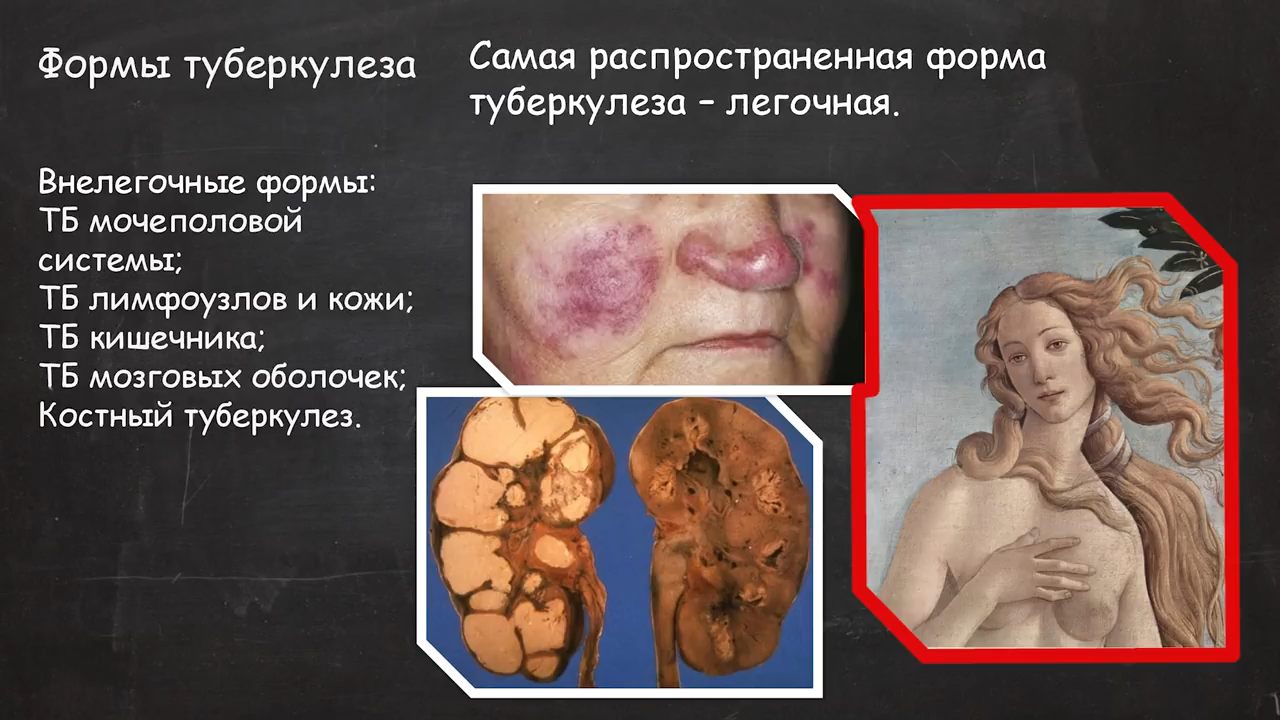 Формы туберкулеза
Самая распространенная форма
туберкулеза – легочная.
Внелегочные формы:
ТБ мочеполовой
системы;
ТБ лимфоузлов и кожи;
ТБ кишечника;
ТБ мозговых оболочек;
Костный туберкулез.